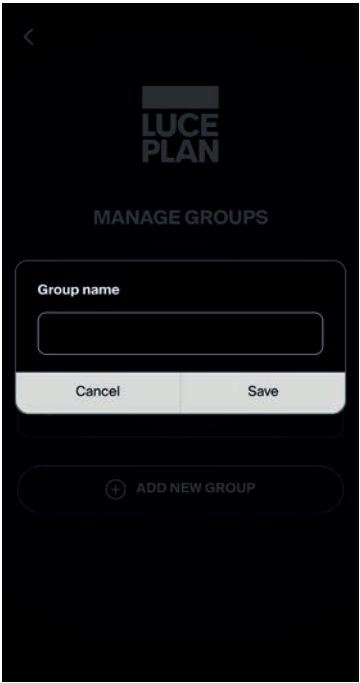 LUCE
PLAN
MANAGE GROUPS
Group name
Cancel Save
ADD NEW GROUP